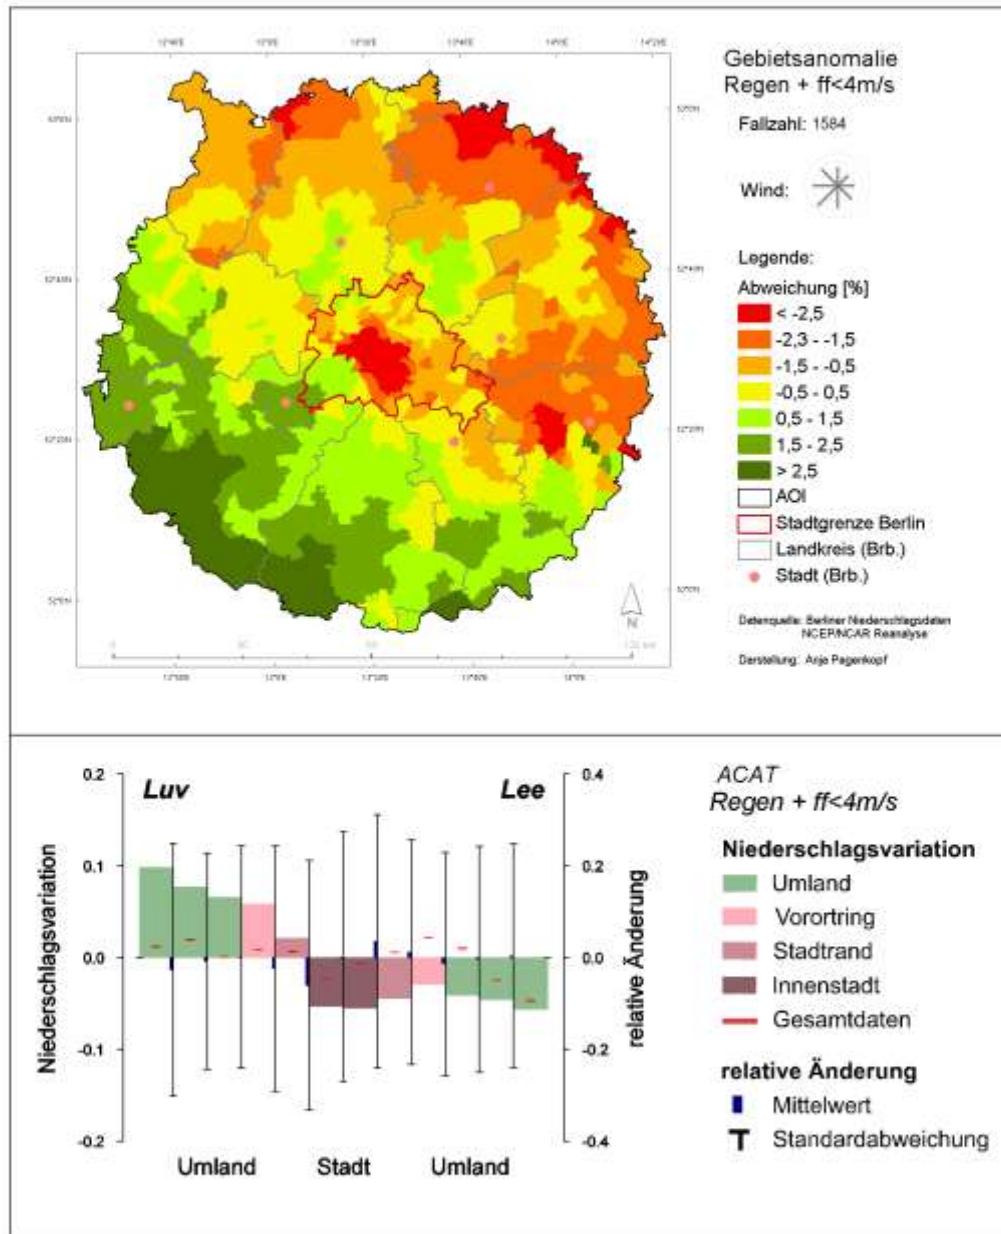 Gebietsanomalie
Regen + ff<4m/s
Fallzahl: 1584
Wind:
Legende:
Abweichung [%]
< -2,5
-2,3 - -1,5
-1,5 - -0,5
-0,5 - 0,5
0,5 - 1,5
1,5 - 2,5
> 2,5
AOI
Stadtgrenze Berlin
Landkreis (Brb.)
Stadt (Brb.)
Datenquelle: Berliner Niederschlagsdaten
NCEP/NCAR Reanalyse
Darstellung: Anja Pagenkopf
N
0.2
0.1
0.0
-0.1
-0.2
Niederschlagsvariation
Luv
Lee
0.4
0.2
0.0
-0.2
-0.4
relative Änderung
Umland
Stadt
Umland
ACAT
Regen + ff<4m/s
Niederschlagsvariation
Umland
Vorortring
Stadtrand
Innenstadt
Gesamtdaten
relative Änderung
Mittelwert
Standardabweichung